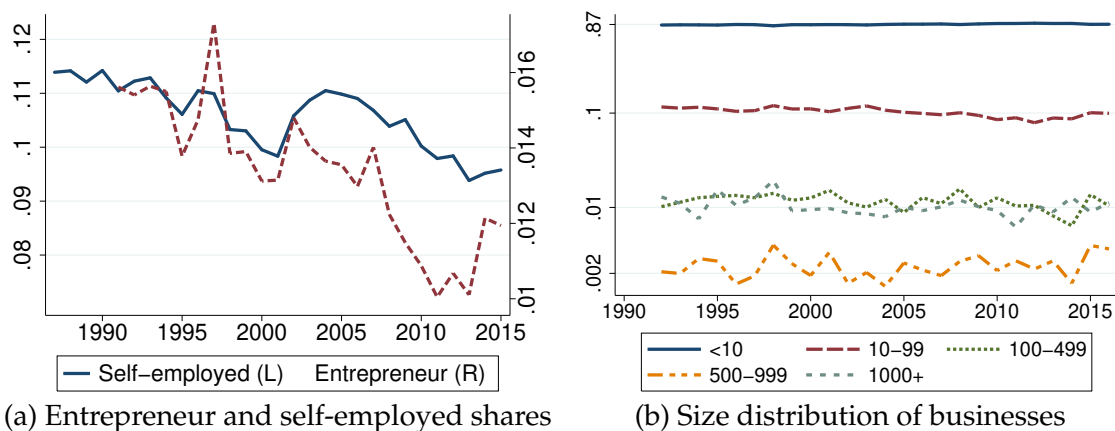 .12
.11
.1
.09
.08
.016
.014
.012
.01
1990 1995 2000 2005 2010 2015
Self−employed (L) Entrepreneur (R)
(a) Entrepreneur and self-employed shares
.87
.1
.01
.002
1990 1995 2000 2005 2010 2015
<10 10−99 100−499
500−999 1000+
(b) Size distribution of businesses